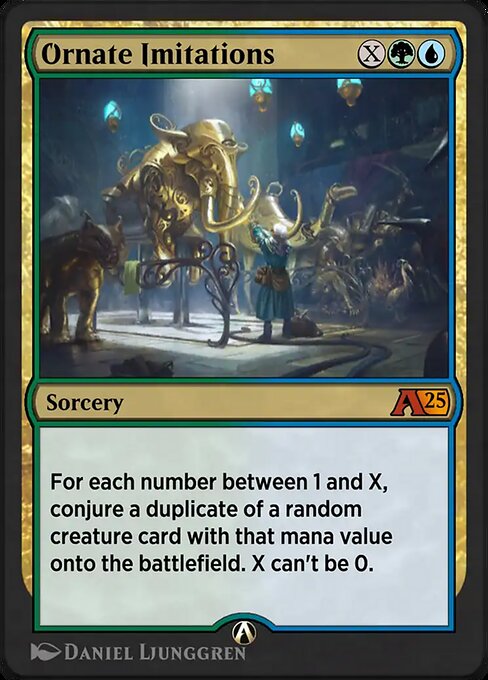 Ornate Imitations X
Sorcery A25
For each number between 1 and X,
conjure a duplicate of a random
creature card with that mana value
onto the battlefield. X can't be 0.
DANIEL LJUNGGREN